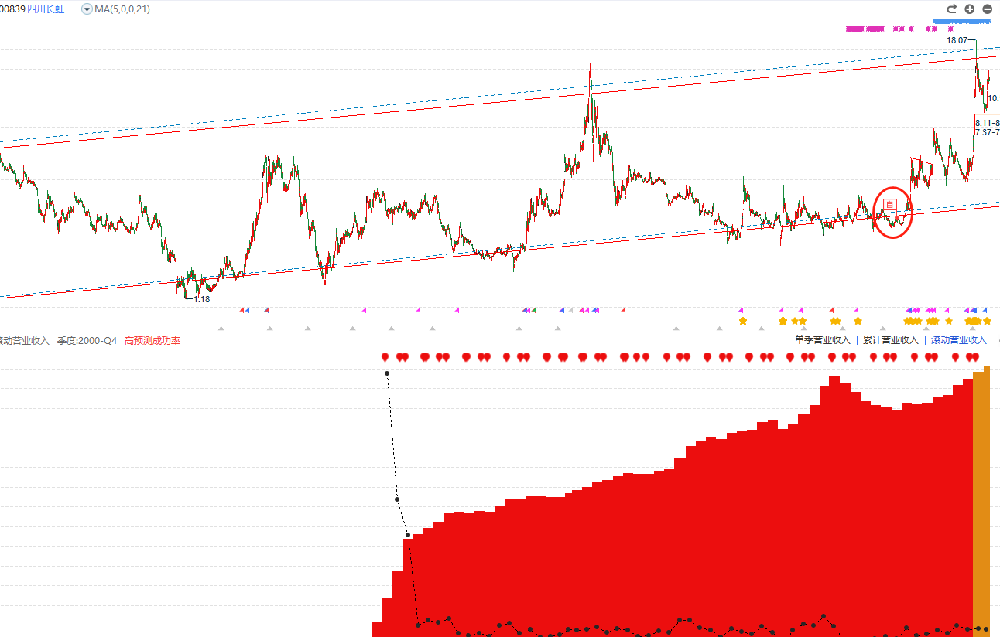 00839 四川长虹 MA(5,0,0,21)
18.07
10.
8.11-8
7.37-7
自
1.18
滚动营业收入 季度:2000-Q4 高预测成功率
单季营业收入 | 累计营业收入 | 滚动营业收入